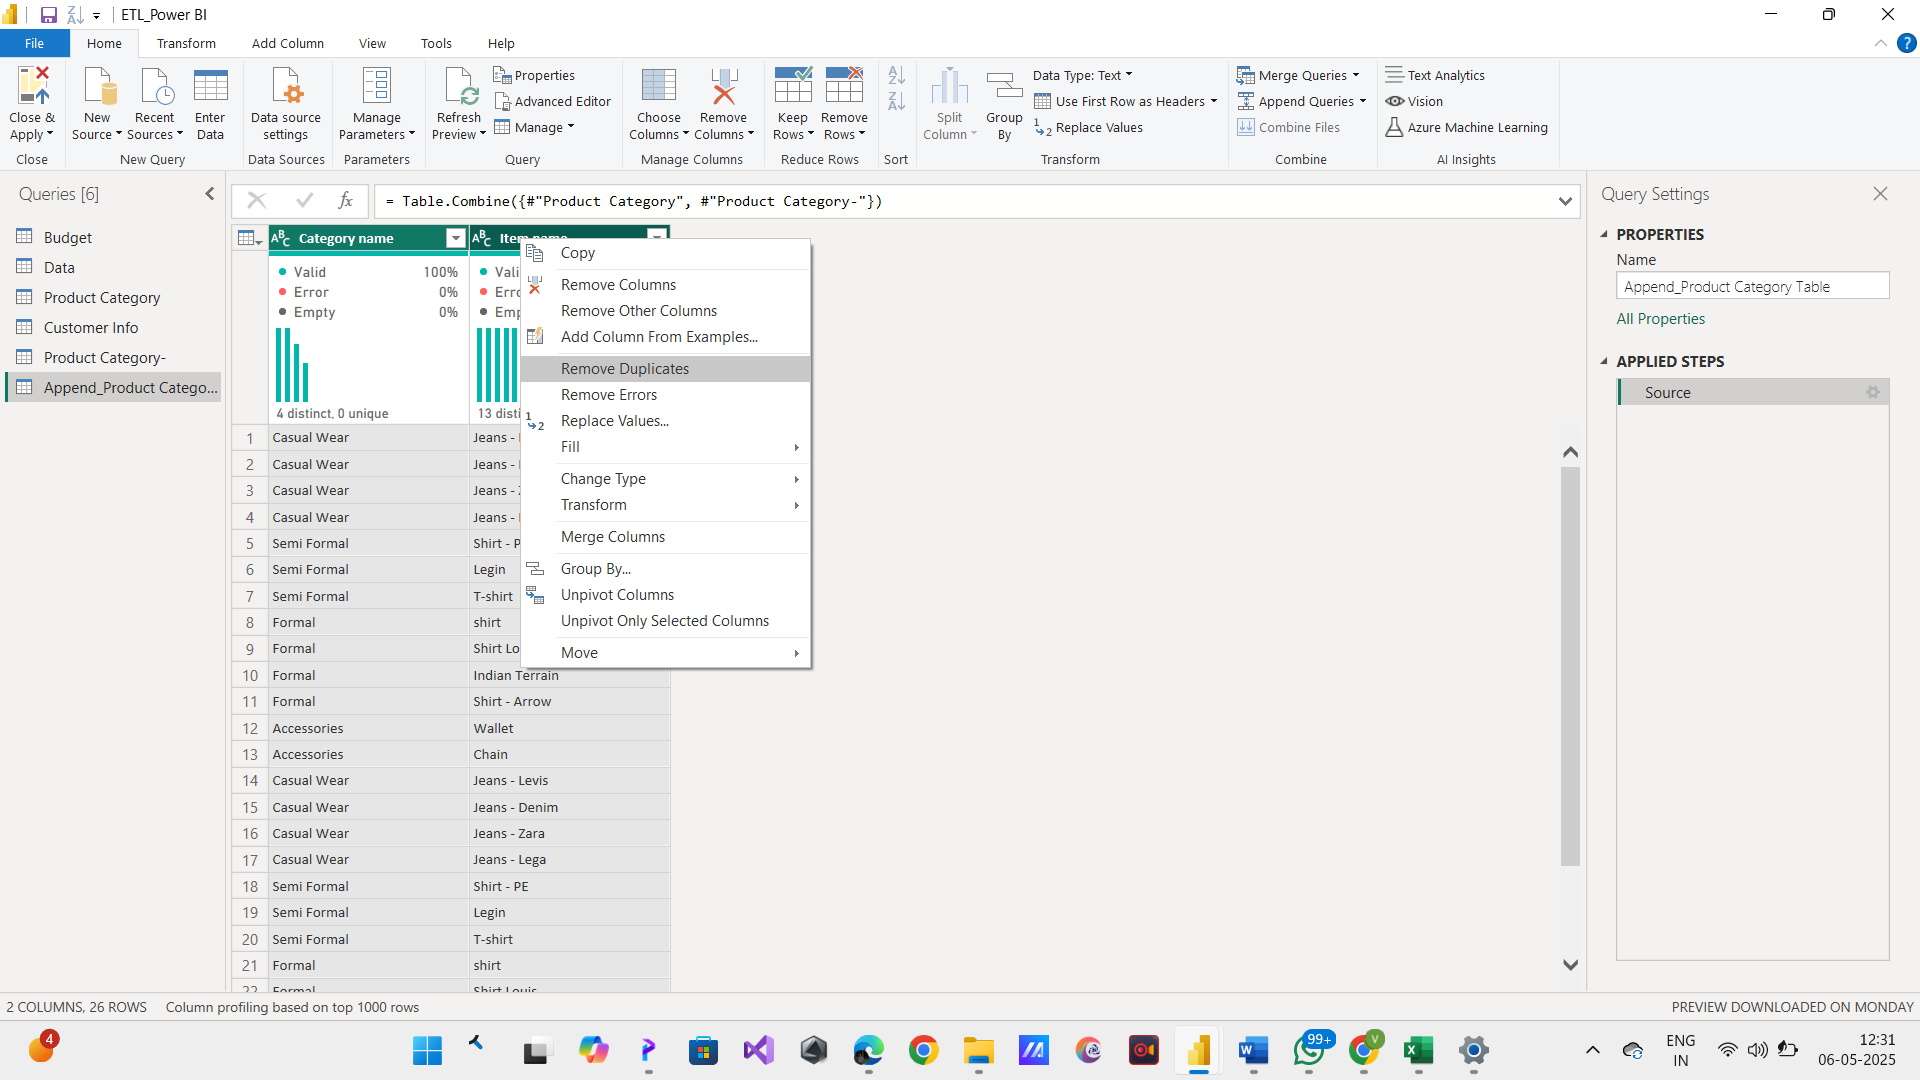 ETL_Power BI
File Home Transform Add Column View Tools Help
Close & Apply
Close
New Source
Recent Sources
Enter Data
New Query
Data source settings
Data Sources
Manage Parameters
Parameters
Refresh Preview
Properties
Advanced Editor
Manage
Query
Choose Columns
Remove Columns
Manage Columns
Keep Rows
Remove Rows
Reduce Rows
Sort
Split Column
Group By
Data Type: Text
Use First Row as Headers
Replace Values
Transform
Merge Queries
Append Queries
Combine Files
Combine
Text Analytics
Vision
Azure Machine Learning
AI Insights
Queries [6]
Budget
Data
Product Category
Customer Info
Product Category-
Append_Product Catego...
fx
= Table.Combine({#"Product Category", #"Product Category-"})
Category name
Valid 100%
Error 0%
Empty 0%
4 distinct, 0 unique
13 disti
Copy
Remove Columns
Remove Other Columns
Add Column From Examples...
Remove Duplicates
Remove Errors
Replace Values...
Fill
Change Type
Transform
Merge Columns
Group By...
Unpivot Columns
Unpivot Only Selected Columns
Move
1 Casual Wear Jeans -
2 Casual Wear Jeans -
3 Casual Wear Jeans -
4 Casual Wear Jeans -
5 Semi Formal Shirt - P
6 Semi Formal Legin
7 Semi Formal T-shirt
8 Formal shirt
9 Formal Shirt Lo
10 Formal Indian Terrain
11 Formal Shirt - Arrow
12 Accessories Wallet
13 Accessories Chain
14 Casual Wear Jeans - Levis
15 Casual Wear Jeans - Denim
16 Casual Wear Jeans - Zara
17 Casual Wear Jeans - Lega
18 Semi Formal Shirt - PE
19 Semi Formal Legin
20 Semi Formal T-shirt
21 Formal shirt
22 Formal Shirt Louis
Query Settings
PROPERTIES
Name
Append_Product Category Table
All Properties
APPLIED STEPS
Source
2 COLUMNS, 26 ROWS Column profiling based on top 1000 rows
PREVIEW DOWNLOADED ON MONDAY
4
99+
V
ENG
IN
12:31
06-05-2025